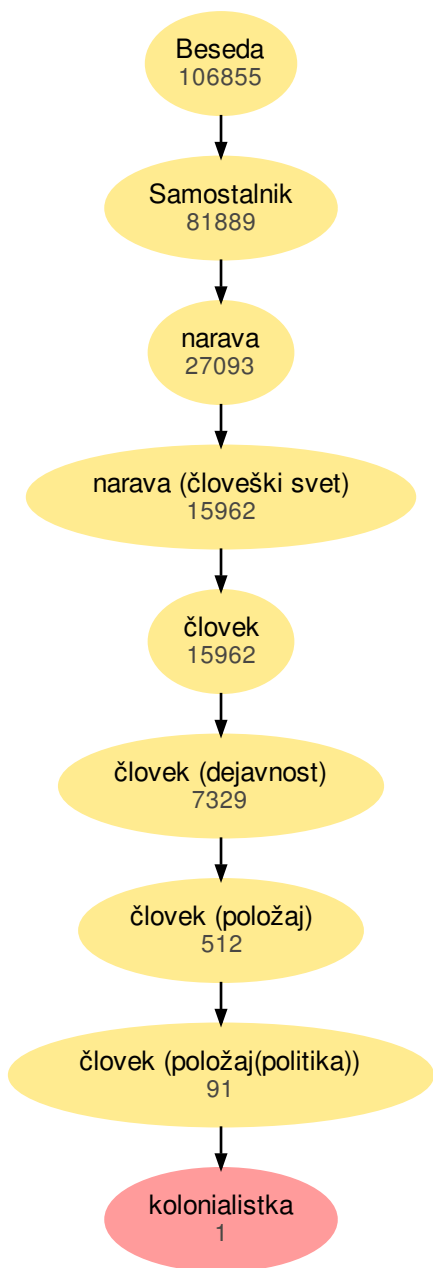 Beseda
106855
Samostalnik
81889
narava
27093
narava (človeški svet)
15962
človek
15962
človek (dejavnost)
7329
človek (položaj)
512
človek (položaj(politika))
91
kolonialistka
1